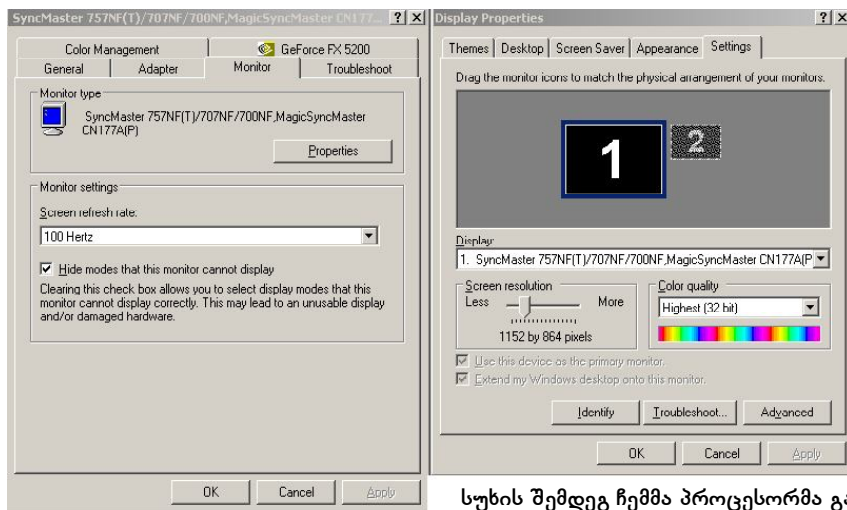 SyncMaster 757NF(T)/707NF/700NF,MagicSyncMaster CN177...
Color Management
GeForce FX 5200
General
Adapter
Monitor
Troubleshoot
Monitor type
SyncMaster 757NF(T)/707NF/700NF,MagicSyncMaster
CN177A(P)
Properties
Monitor settings
Screen refresh rate:
100 Hertz
Hide modes that this monitor cannot display
Clearing this check box allows you to select display modes that this
monitor cannot display correctly. This may lead to an unusable display
and/or damaged hardware.
OK
Cancel
Apply
Display Properties
Themes
Desktop
Screen Saver
Appearance
Settings
Drag the monitor icons to match the physical arrangement of your monitors.
1
2
Display:
1. SyncMaster 757NF(T)/707NF/700NF,MagicSyncMaster CN177A(P
Screen resolution
Less
More
1152 by 864 pixels
Color quality
Highest (32 bit)
Use this device as the primary monitor.
Extend my Windows desktop onto this monitor.
Identify
Troubleshoot...
Advanced
OK
Cancel
Apply
სუხის შემდეგ ჩემმა პროცესორმა